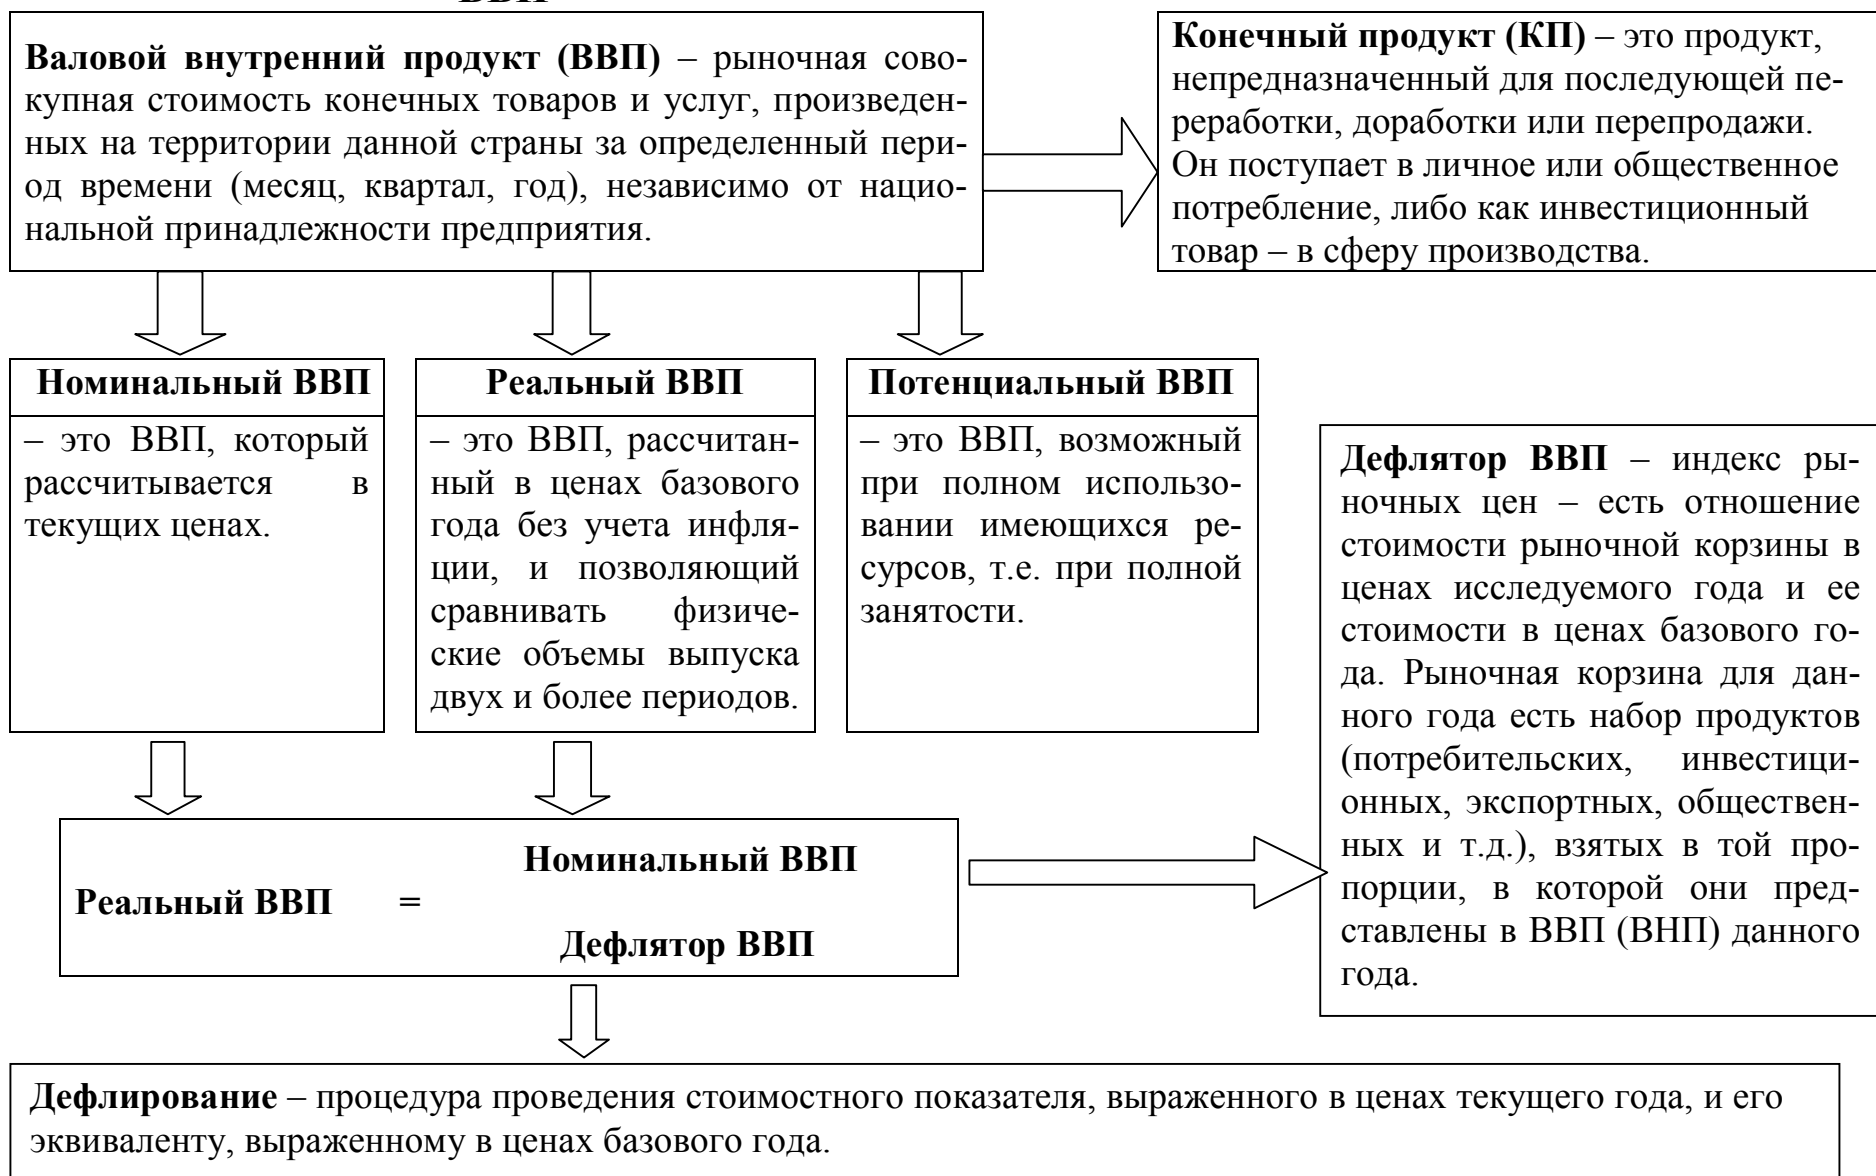 Валовой внутренний продукт (ВВП) – рыночная сово-
купная стоимость конечных товаров и услуг, произведен-
ных на территории данной страны за определенный пери-
од времени (месяц, квартал, год), независимо от нацио-
нальной принадлежности предприятия.
Конечный продукт (КП) – это продукт,
непредназначенный для последующей пе-
реработки, доработки или перепродажи.
Он поступает в личное или общественное
потребление, либо как инвестиционный
товар – в сферу производства.
Номинальный ВВП
– это ВВП, который
рассчитывается в
текущих ценах.
Реальный ВВП
– это ВВП, рассчитан-
ный в ценах базового
года без учета инфля-
ции, и позволяющий
сравнивать физиче-
ские объемы выпуска
двух и более периодов.
Потенциальный ВВП
– это ВВП, возможный
при полном использо-
вании имеющихся ре-
сурсов, т.е. при полной
занятости.
Дефлятор ВВП – индекс ры-
ночных цен – есть отношение
стоимости рыночной корзины в
ценах исследуемого года и ее
стоимости в ценах базового го-
да. Рыночная корзина для дан-
ного года есть набор продуктов
(потребительских, инвестици-
онных, экспортных, обществен-
ных и т.д.), взятых в той про-
порции, в которой они пред-
ставлены в ВВП (ВНП) данного
года.
Номинальный ВВП
Реальный ВВП =
Дефлятор ВВП
Дефлирование – процедура проведения стоимостного показателя, выраженного в ценах текущего года, и его
эквиваленту, выраженному в ценах базового года.